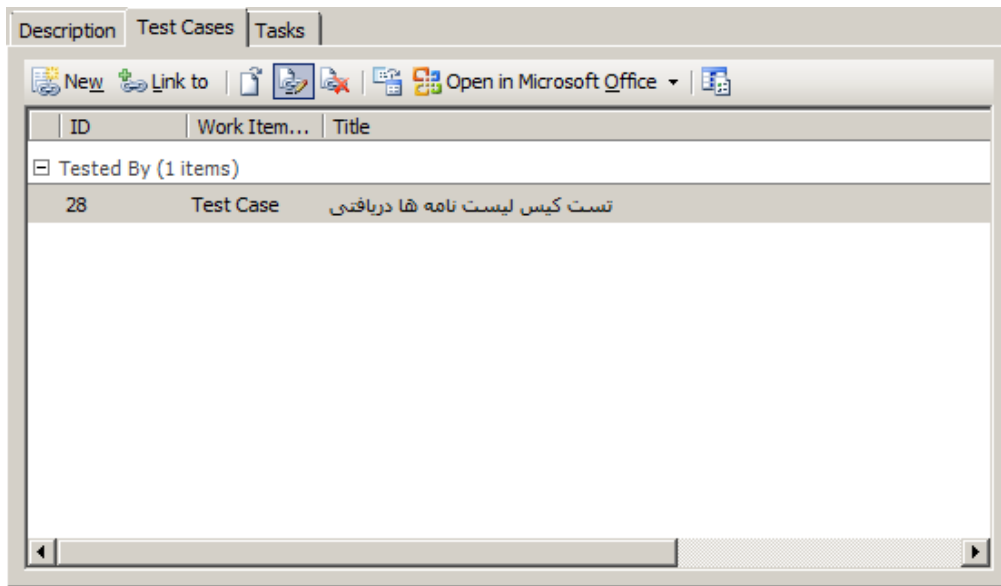 Description Test Cases Tasks
New Link to Open in Microsoft Office
ID Work Item... Title
Tested By (1 items)
28 Test Case تست کیس لیست نامه ها دریافتی